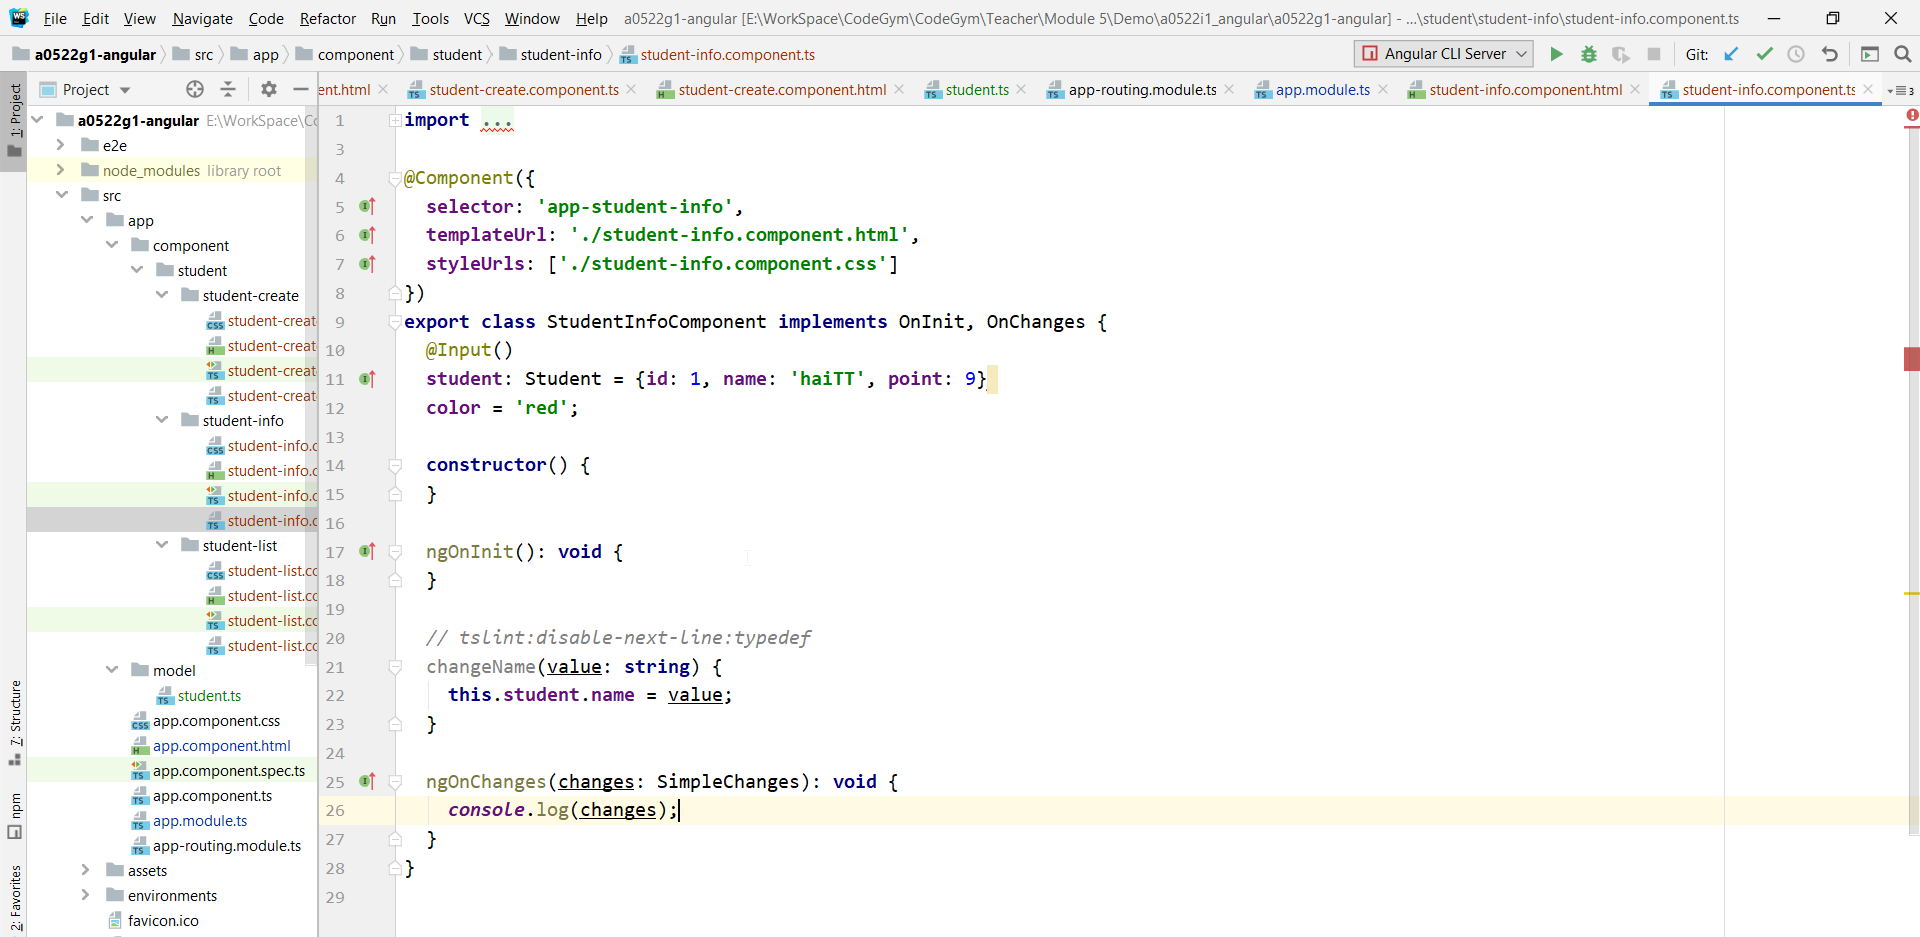 File Edit View Navigate Code Refactor Run Tools VCS Window Help a0522g1-angular [E:\WorkSpace\CodeGym\CodeGym\Teacher\Module 5\Demo\a0522i1_angular\a0522g1-angular] - ...\student\student-info\student-info.component.ts
a0522g1-angular src app component student student-info student-info.component.ts Angular CLI Server Git:
Project ent.html student-create.component.ts student-create.component.html student.ts app-routing.module.ts app.module.ts student-info.component.html student-info.component.ts 3
1: Project
7: Structure
npm
2: Favorites
a0522g1-angular E:\WorkSpace\Co
e2e
node_modules library root
src
app
component
student
student-create
student-creat
student-creat
student-creat
student-creat
student-info
student-info.c
student-info.c
student-info.c
student-info.c
student-list
student-list.cc
student-list.cc
student-list.cc
student-list.cc
model
student.ts
app.component.css
app.component.html
app.component.spec.ts
app.component.ts
app.module.ts
app-routing.module.ts
assets
environments
favicon.ico
1 import ...
3
4 @Component({
5 selector: 'app-student-info',
6 templateUrl: './student-info.component.html',
7 styleUrls: ['./student-info.component.css']
8 })
9 export class StudentInfoComponent implements OnInit, OnChanges {
10 @Input()
11 student: Student = {id: 1, name: 'haiTT', point: 9}
12 color = 'red';
13
14 constructor() {
15 }
16
17 ngOnInit(): void {
18 }
19
20 // tslint:disable-next-line:typedef
21 changeName(value: string) {
22 this.student.name = value;
23 }
24
25 ngOnChanges(changes: SimpleChanges): void {
26 console.log(changes);
27 }
28 }
29